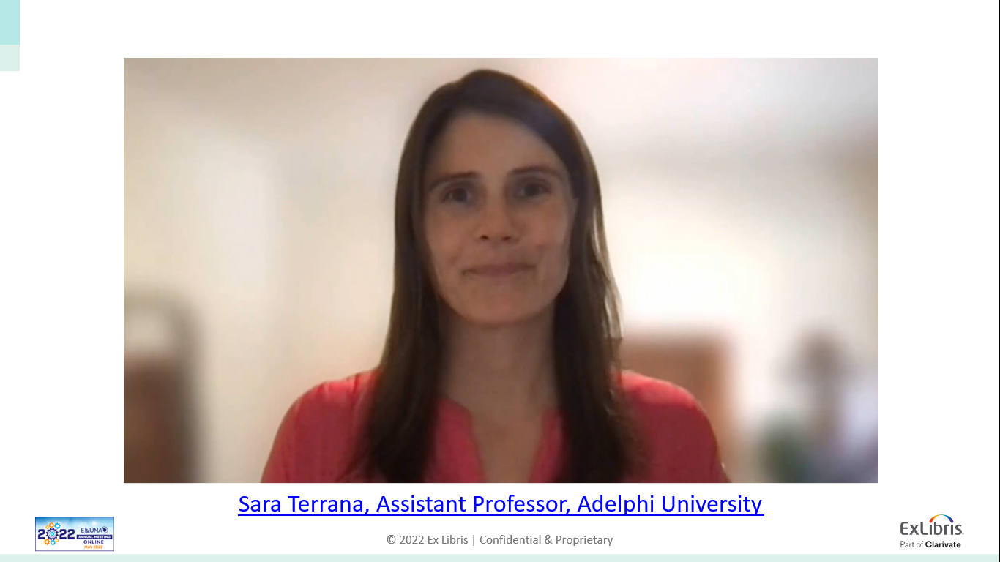 Sara Terrana, Assistant Professor, Adelphi University
2022 ELUNA
ANNUAL MEETING
ONLINE
MAY 2022
© 2022 Ex Libris | Confidential & Proprietary
ExLibris
Part of Clarivate